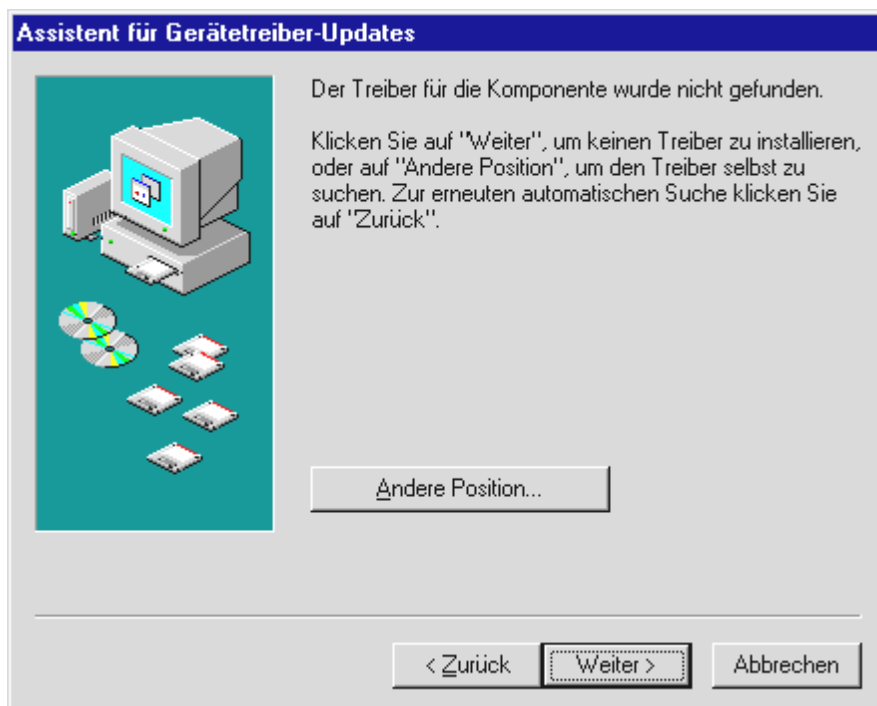 Assistent für Gerätetreiber-Updates
Der Treiber für die Komponente wurde nicht gefunden.
Klicken Sie auf "Weiter", um keinen Treiber zu installieren,
oder auf "Andere Position", um den Treiber selbst zu
suchen. Zur erneuten automatischen Suche klicken Sie
auf "Zurück".
Andere Position...
< Zurück
Weiter >
Abbrechen